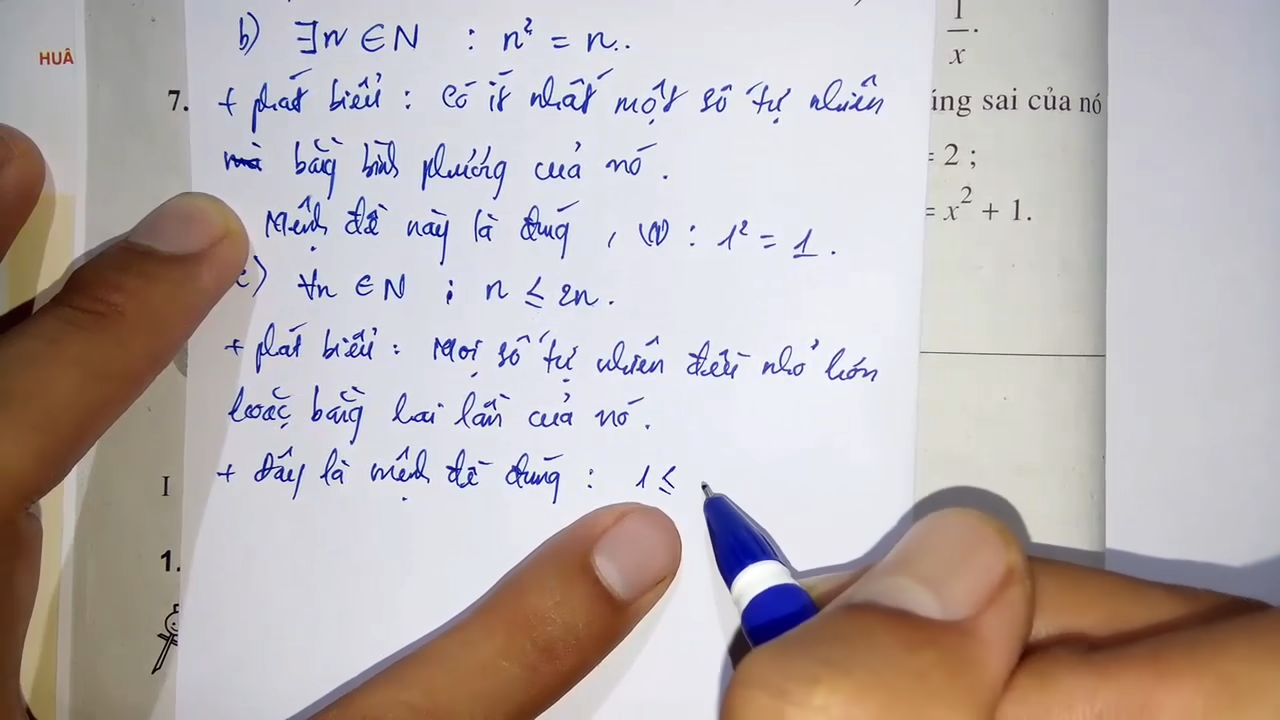 b) ∃n ∈ N : n² = n.
HUÂ
7.
+ phát biểu : Có ít nhất một số tự nhiên
bằng bình phương của nó.
Mệnh đề này là đúng, VD : 1² = 1.
c) ∀n ∈ N ; n ≤ 2n.
+ phát biểu : Mọi số tự nhiên đều nhỏ hơn
hoặc bằng hai lần của nó.
+ Đây là mệnh đề đúng : 1 ≤
I
1.
1/x.
úng sai của nó
= 2 ;
= x² + 1.